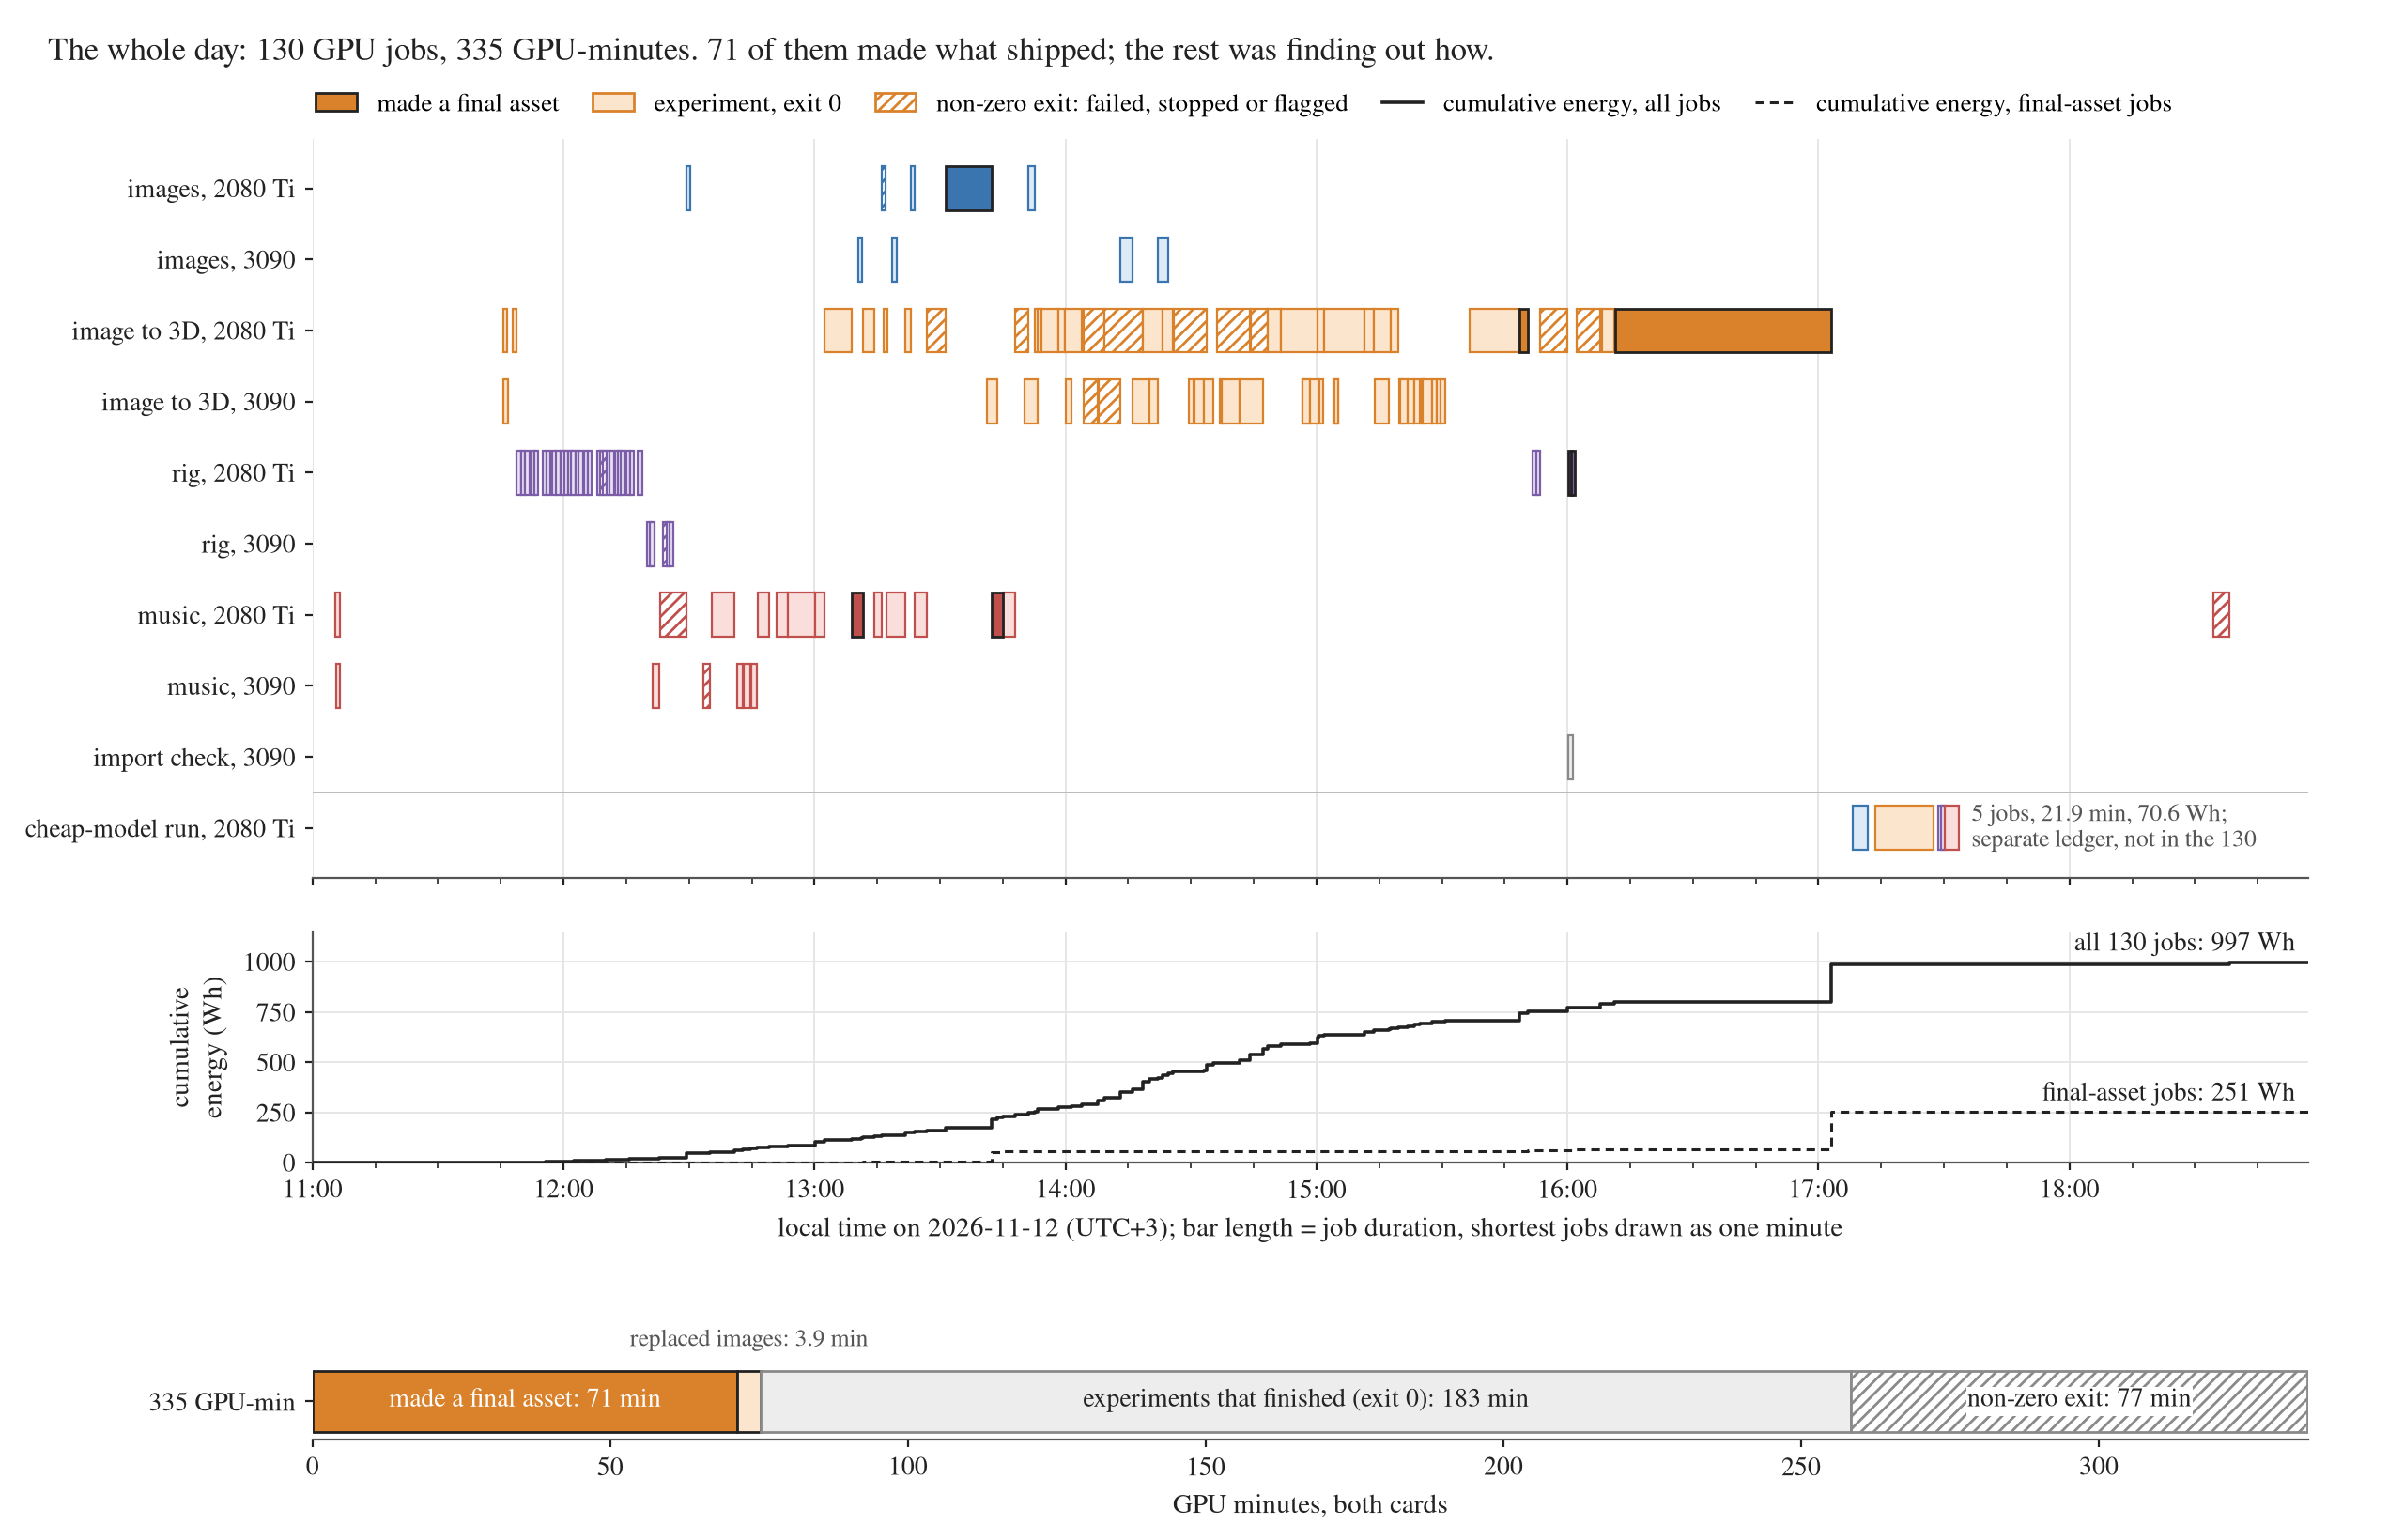 The whole day: 130 GPU jobs, 335 GPU-minutes. 71 of them made what shipped; the rest was finding out how.
made a final asset
experiment, exit 0
non-zero exit: failed, stopped or flagged
cumulative energy, all jobs
cumulative energy, final-asset jobs
images, 2080 Ti
images, 3090
image to 3D, 2080 Ti
image to 3D, 3090
rig, 2080 Ti
rig, 3090
music, 2080 Ti
music, 3090
import check, 3090
cheap-model run, 2080 Ti
5 jobs, 21.9 min, 70.6 Wh;
separate ledger, not in the 130
cumulative
energy (Wh)
1000
750
500
250
0
all 130 jobs: 997 Wh
final-asset jobs: 251 Wh
11:00
12:00
13:00
14:00
15:00
16:00
17:00
18:00
local time on 2026-11-12 (UTC+3); bar length = job duration, shortest jobs drawn as one minute
replaced images: 3.9 min
335 GPU-min
made a final asset: 71 min
experiments that finished (exit 0): 183 min
non-zero exit: 77 min
0
50
100
150
200
250
300
GPU minutes, both cards